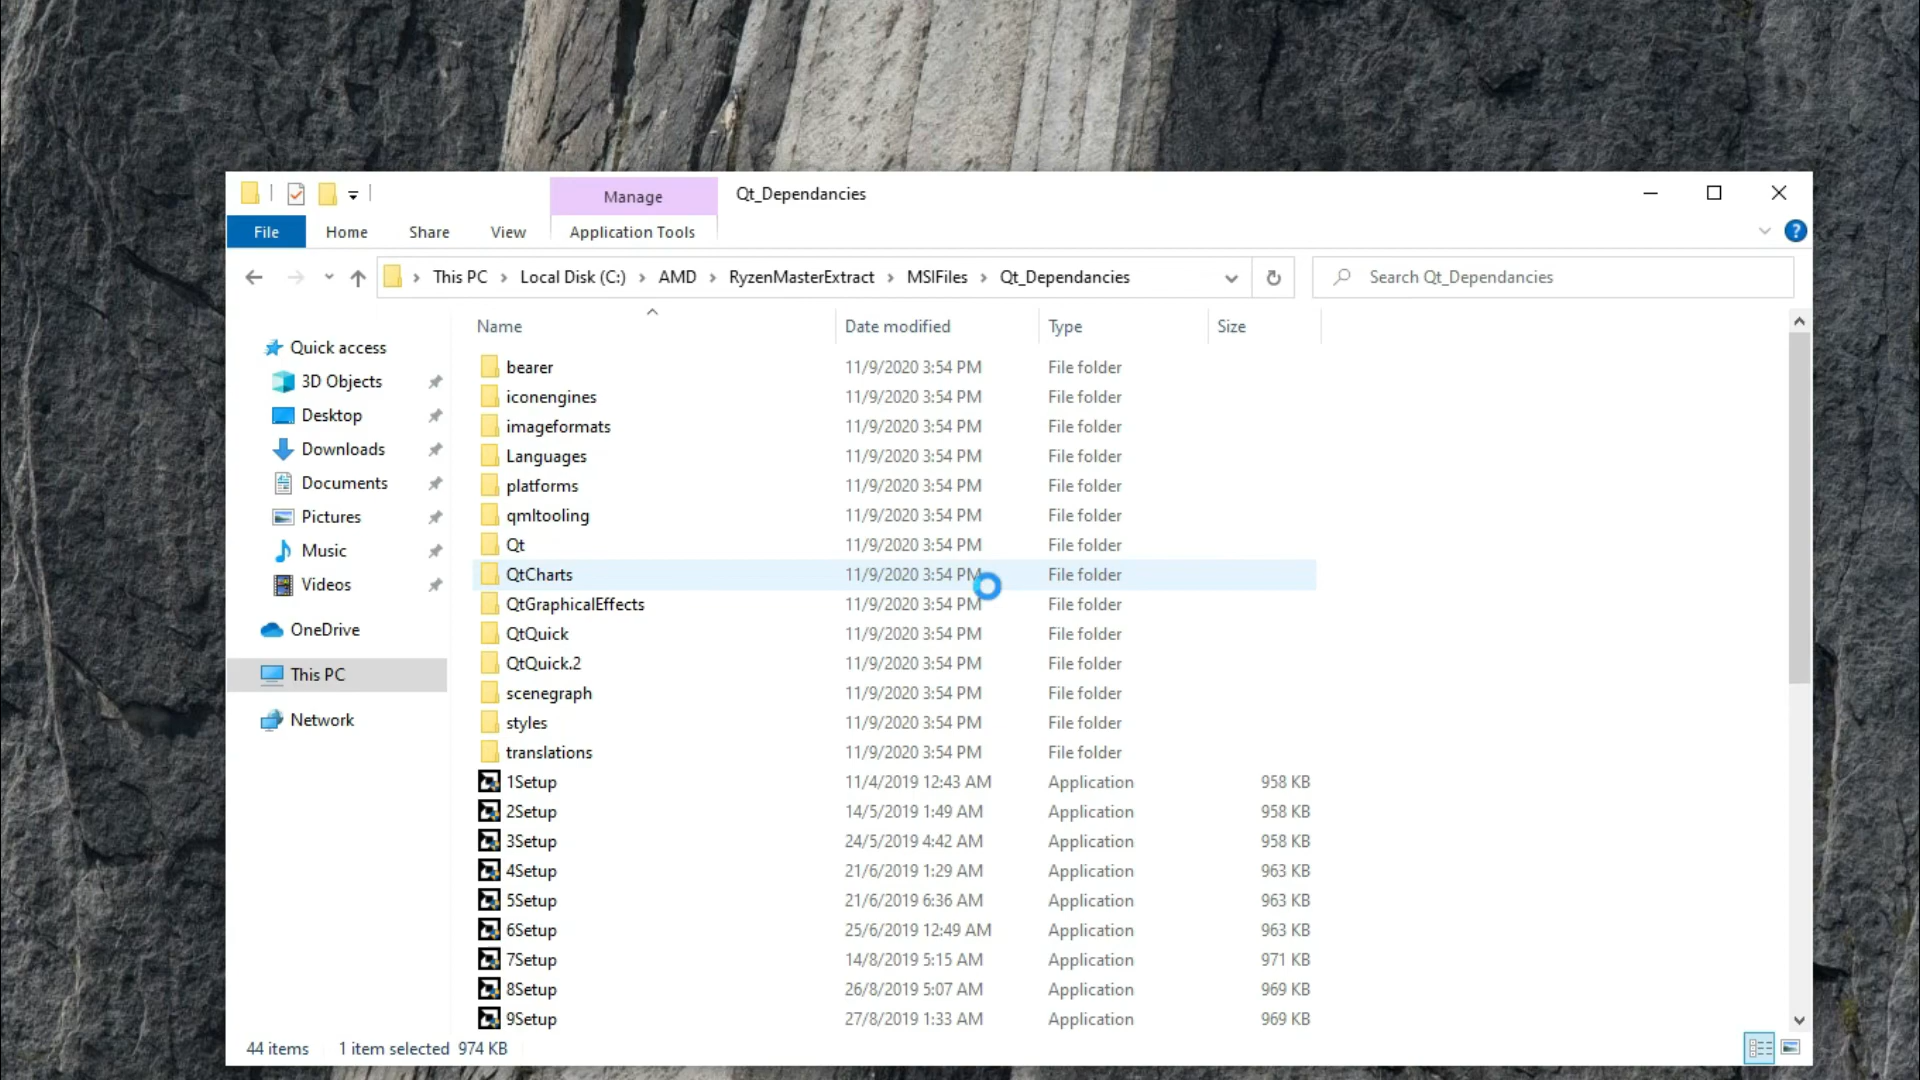 Manage
Qt_Dependancies
File
Home
Share
View
Application Tools
?
This PC > Local Disk (C:) > AMD > RyzenMasterExtract > MSIFiles > Qt_Dependancies
Search Qt_Dependancies
Name Date modified Type Size
Quick access
3D Objects
Desktop
Downloads
Documents
Pictures
Music
Videos
OneDrive
This PC
Network
bearer 11/9/2020 3:54 PM File folder
iconengines 11/9/2020 3:54 PM File folder
imageformats 11/9/2020 3:54 PM File folder
Languages 11/9/2020 3:54 PM File folder
platforms 11/9/2020 3:54 PM File folder
qmltooling 11/9/2020 3:54 PM File folder
Qt 11/9/2020 3:54 PM File folder
QtCharts 11/9/2020 3:54 PM File folder
QtGraphicalEffects 11/9/2020 3:54 PM File folder
QtQuick 11/9/2020 3:54 PM File folder
QtQuick.2 11/9/2020 3:54 PM File folder
scenegraph 11/9/2020 3:54 PM File folder
styles 11/9/2020 3:54 PM File folder
translations 11/9/2020 3:54 PM File folder
1Setup 11/4/2019 12:43 AM Application 958 KB
2Setup 14/5/2019 1:49 AM Application 958 KB
3Setup 24/5/2019 4:42 AM Application 958 KB
4Setup 21/6/2019 1:29 AM Application 963 KB
5Setup 21/6/2019 6:36 AM Application 963 KB
6Setup 25/6/2019 12:49 AM Application 963 KB
7Setup 14/8/2019 5:15 AM Application 971 KB
8Setup 26/8/2019 5:07 AM Application 969 KB
9Setup 27/8/2019 1:33 AM Application 969 KB
44 items 1 item selected 974 KB